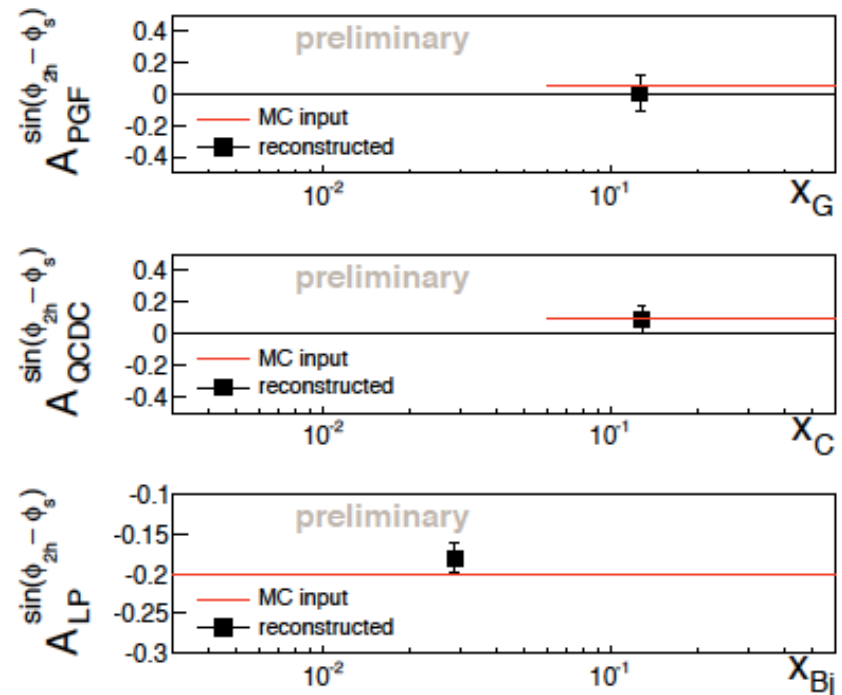 A_PGF^sin(ϕ_2h − ϕ_s)
0.4
preliminary
0.2
0
-0.2
MC input
-0.4
reconstructed
10^-2
10^-1
x_G
A_QCDC^sin(ϕ_2h − ϕ_s)
0.4
preliminary
0.2
0
-0.2
MC input
-0.4
reconstructed
10^-2
10^-1
x_C
A_LP^sin(ϕ_2h − ϕ_s)
-0.1
preliminary
-0.15
-0.2
MC input
-0.25
reconstructed
-0.3
10^-2
10^-1
x_Bj